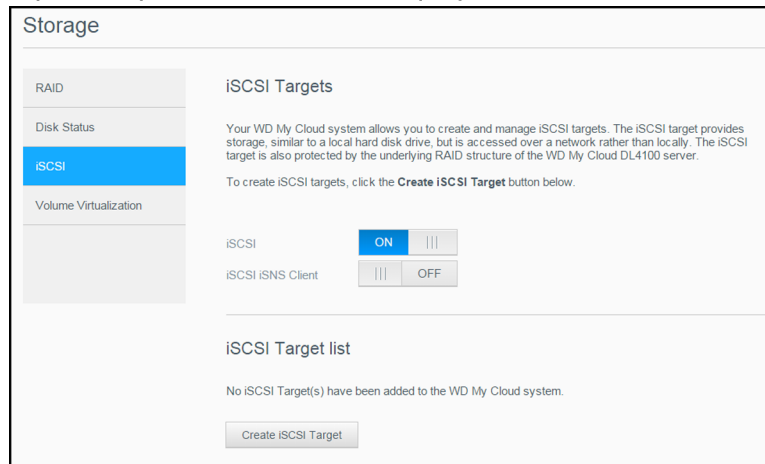 Storage
RAID
Disk Status
iSCSI
Volume Virtualization
iSCSI Targets
Your WD My Cloud system allows you to create and manage iSCSI targets. The iSCSI target provides
storage, similar to a local hard disk drive, but is accessed over a network rather than locally. The iSCSI
target is also protected by the underlying RAID structure of the WD My Cloud DL4100 server.
To create iSCSI targets, click the Create iSCSI Target button below.
iSCSI ON
iSCSI iSNS Client OFF
iSCSI Target list
No iSCSI Target(s) have been added to the WD My Cloud system.
Create iSCSI Target